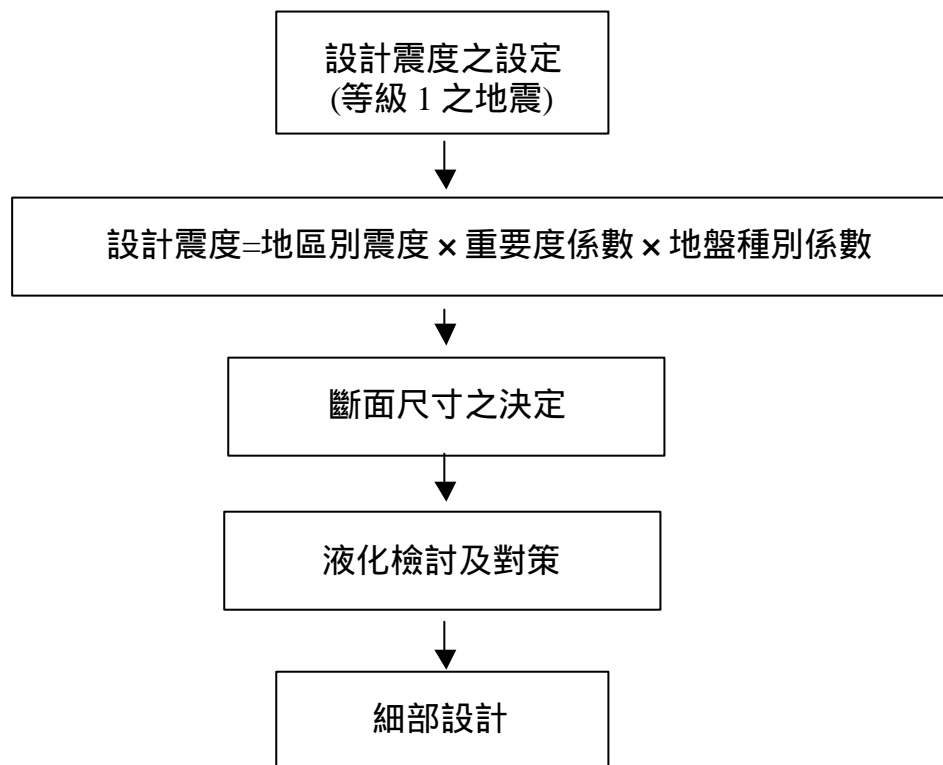 設計震度之設定
(等級 1 之地震)
設計震度=地區別震度×重要度係數×地盤種別係數
斷面尺寸之決定
液化檢討及對策
細部設計